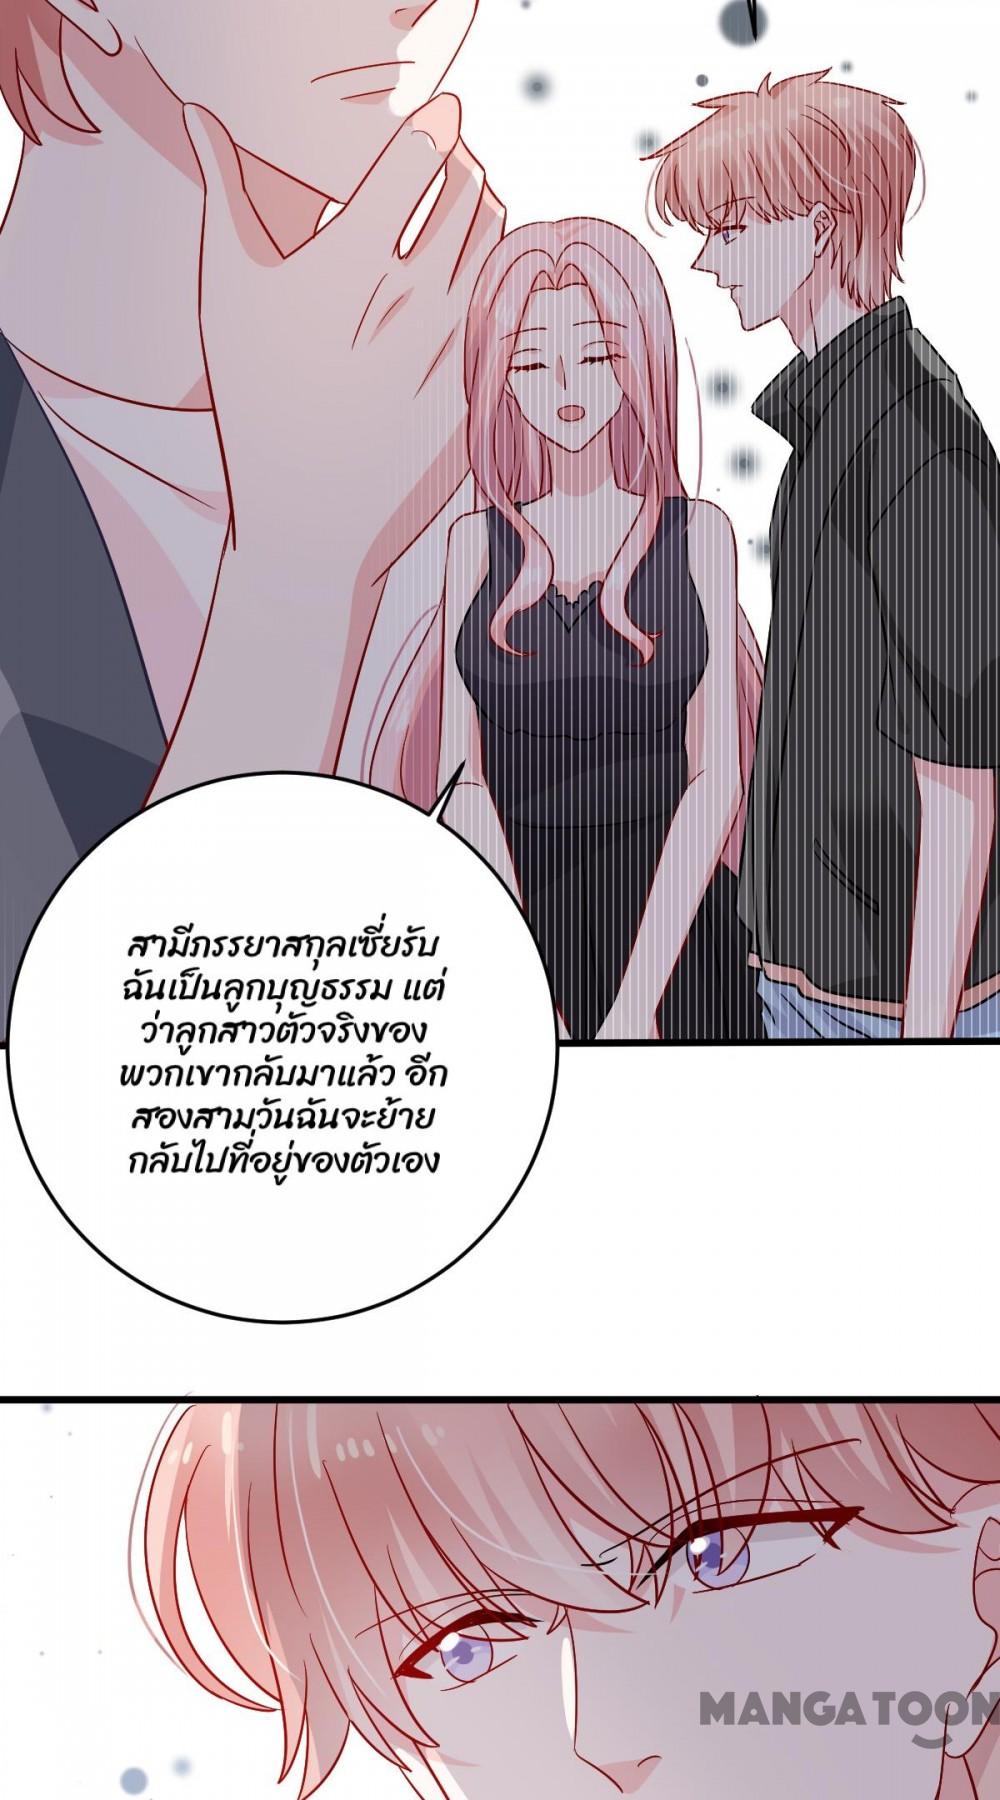 สามีภรรยาสกุลเซี่ยรับ
ฉันเป็นลูกบุญธรรม แต่
ว่าลูกสาวตัวจริงของ
พวกเขากลับมาแล้ว อีก
สองสามวันฉันจะย้าย
กลับไปที่อยู่ของตัวเอง
MANGATOON